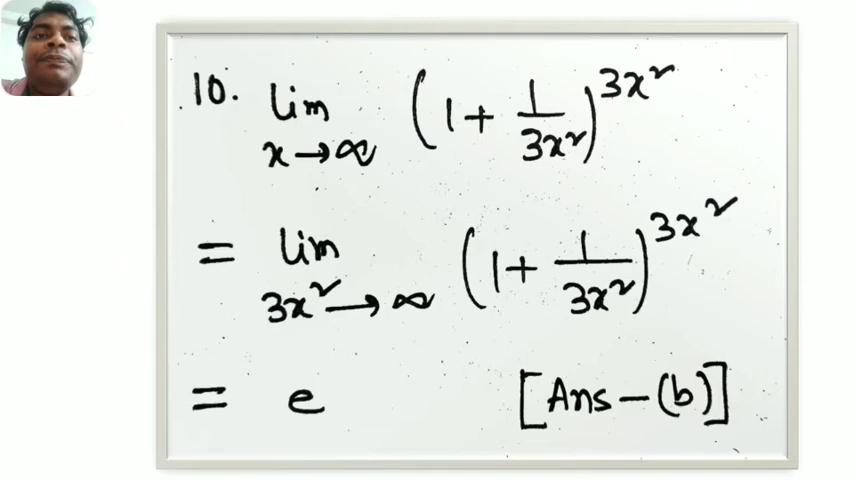 10. lim x→∞ (1 + 1/3x²)^3x²
= lim 3x²→∞ (1 + 1/3x²)^3x²
= e [Ans – (b)]